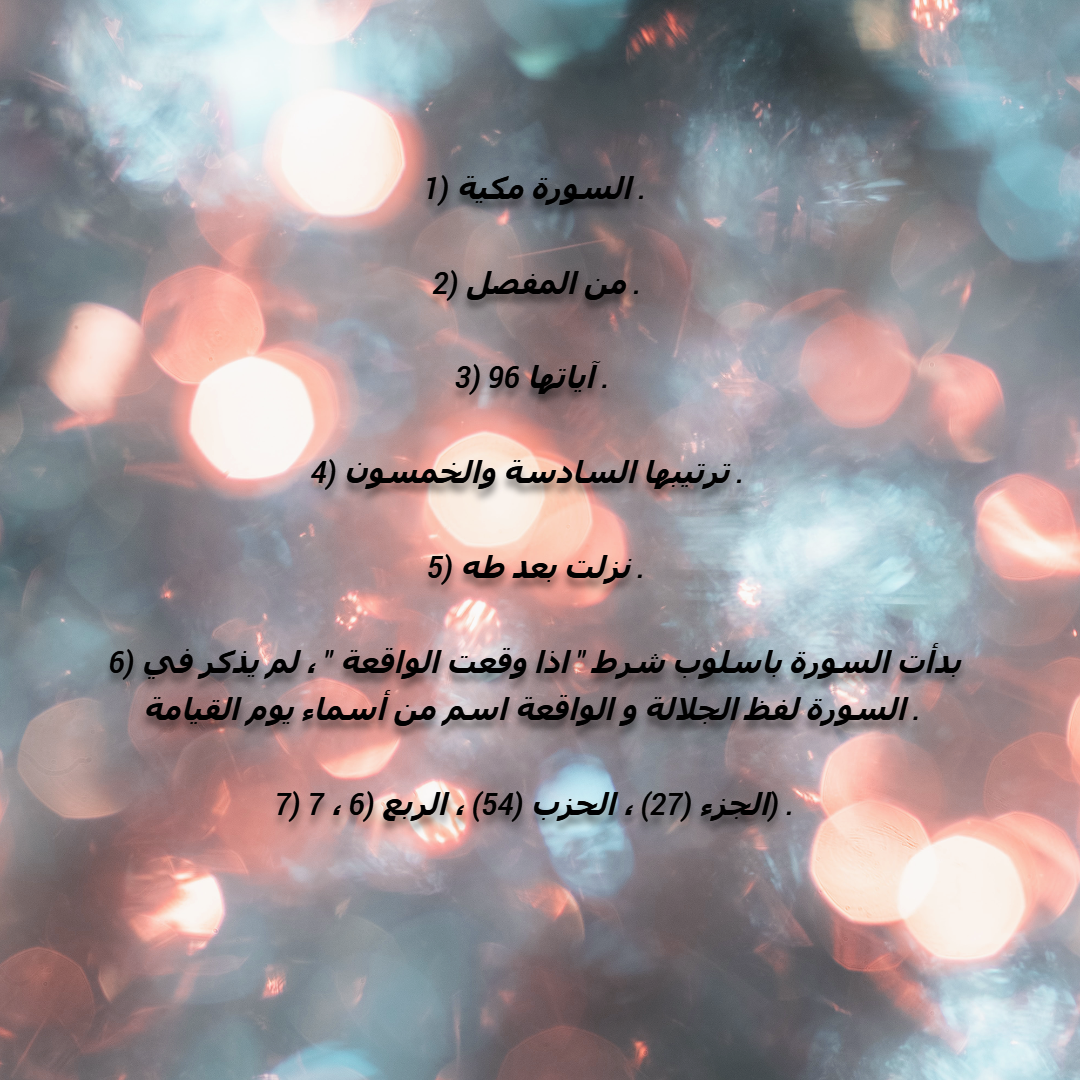 1) السورة مكية .
2) من المفصل .
3) آياتها 96 .
4) ترتيبها السادسة والخمسون .
5) نزلت بعد طه .
6) بدأت السورة باسلوب شرط " اذا وقعت الواقعة " ، لم يذكر في
السورة لفظ الجلالة و الواقعة اسم من أسماء يوم القيامة .
7) الجزء (27) ، الحزب (54) ، الربع (6 ، 7) .